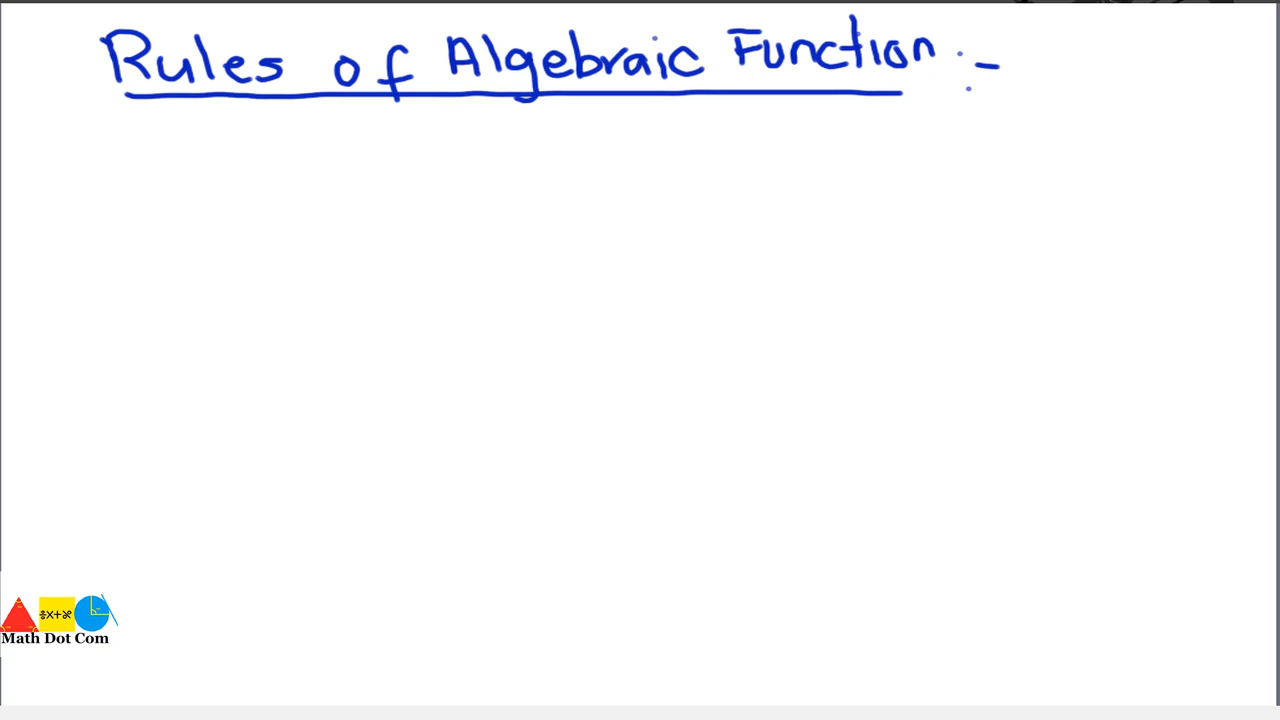 Rules of Algebraic Function :-
÷x+
Math Dot Com